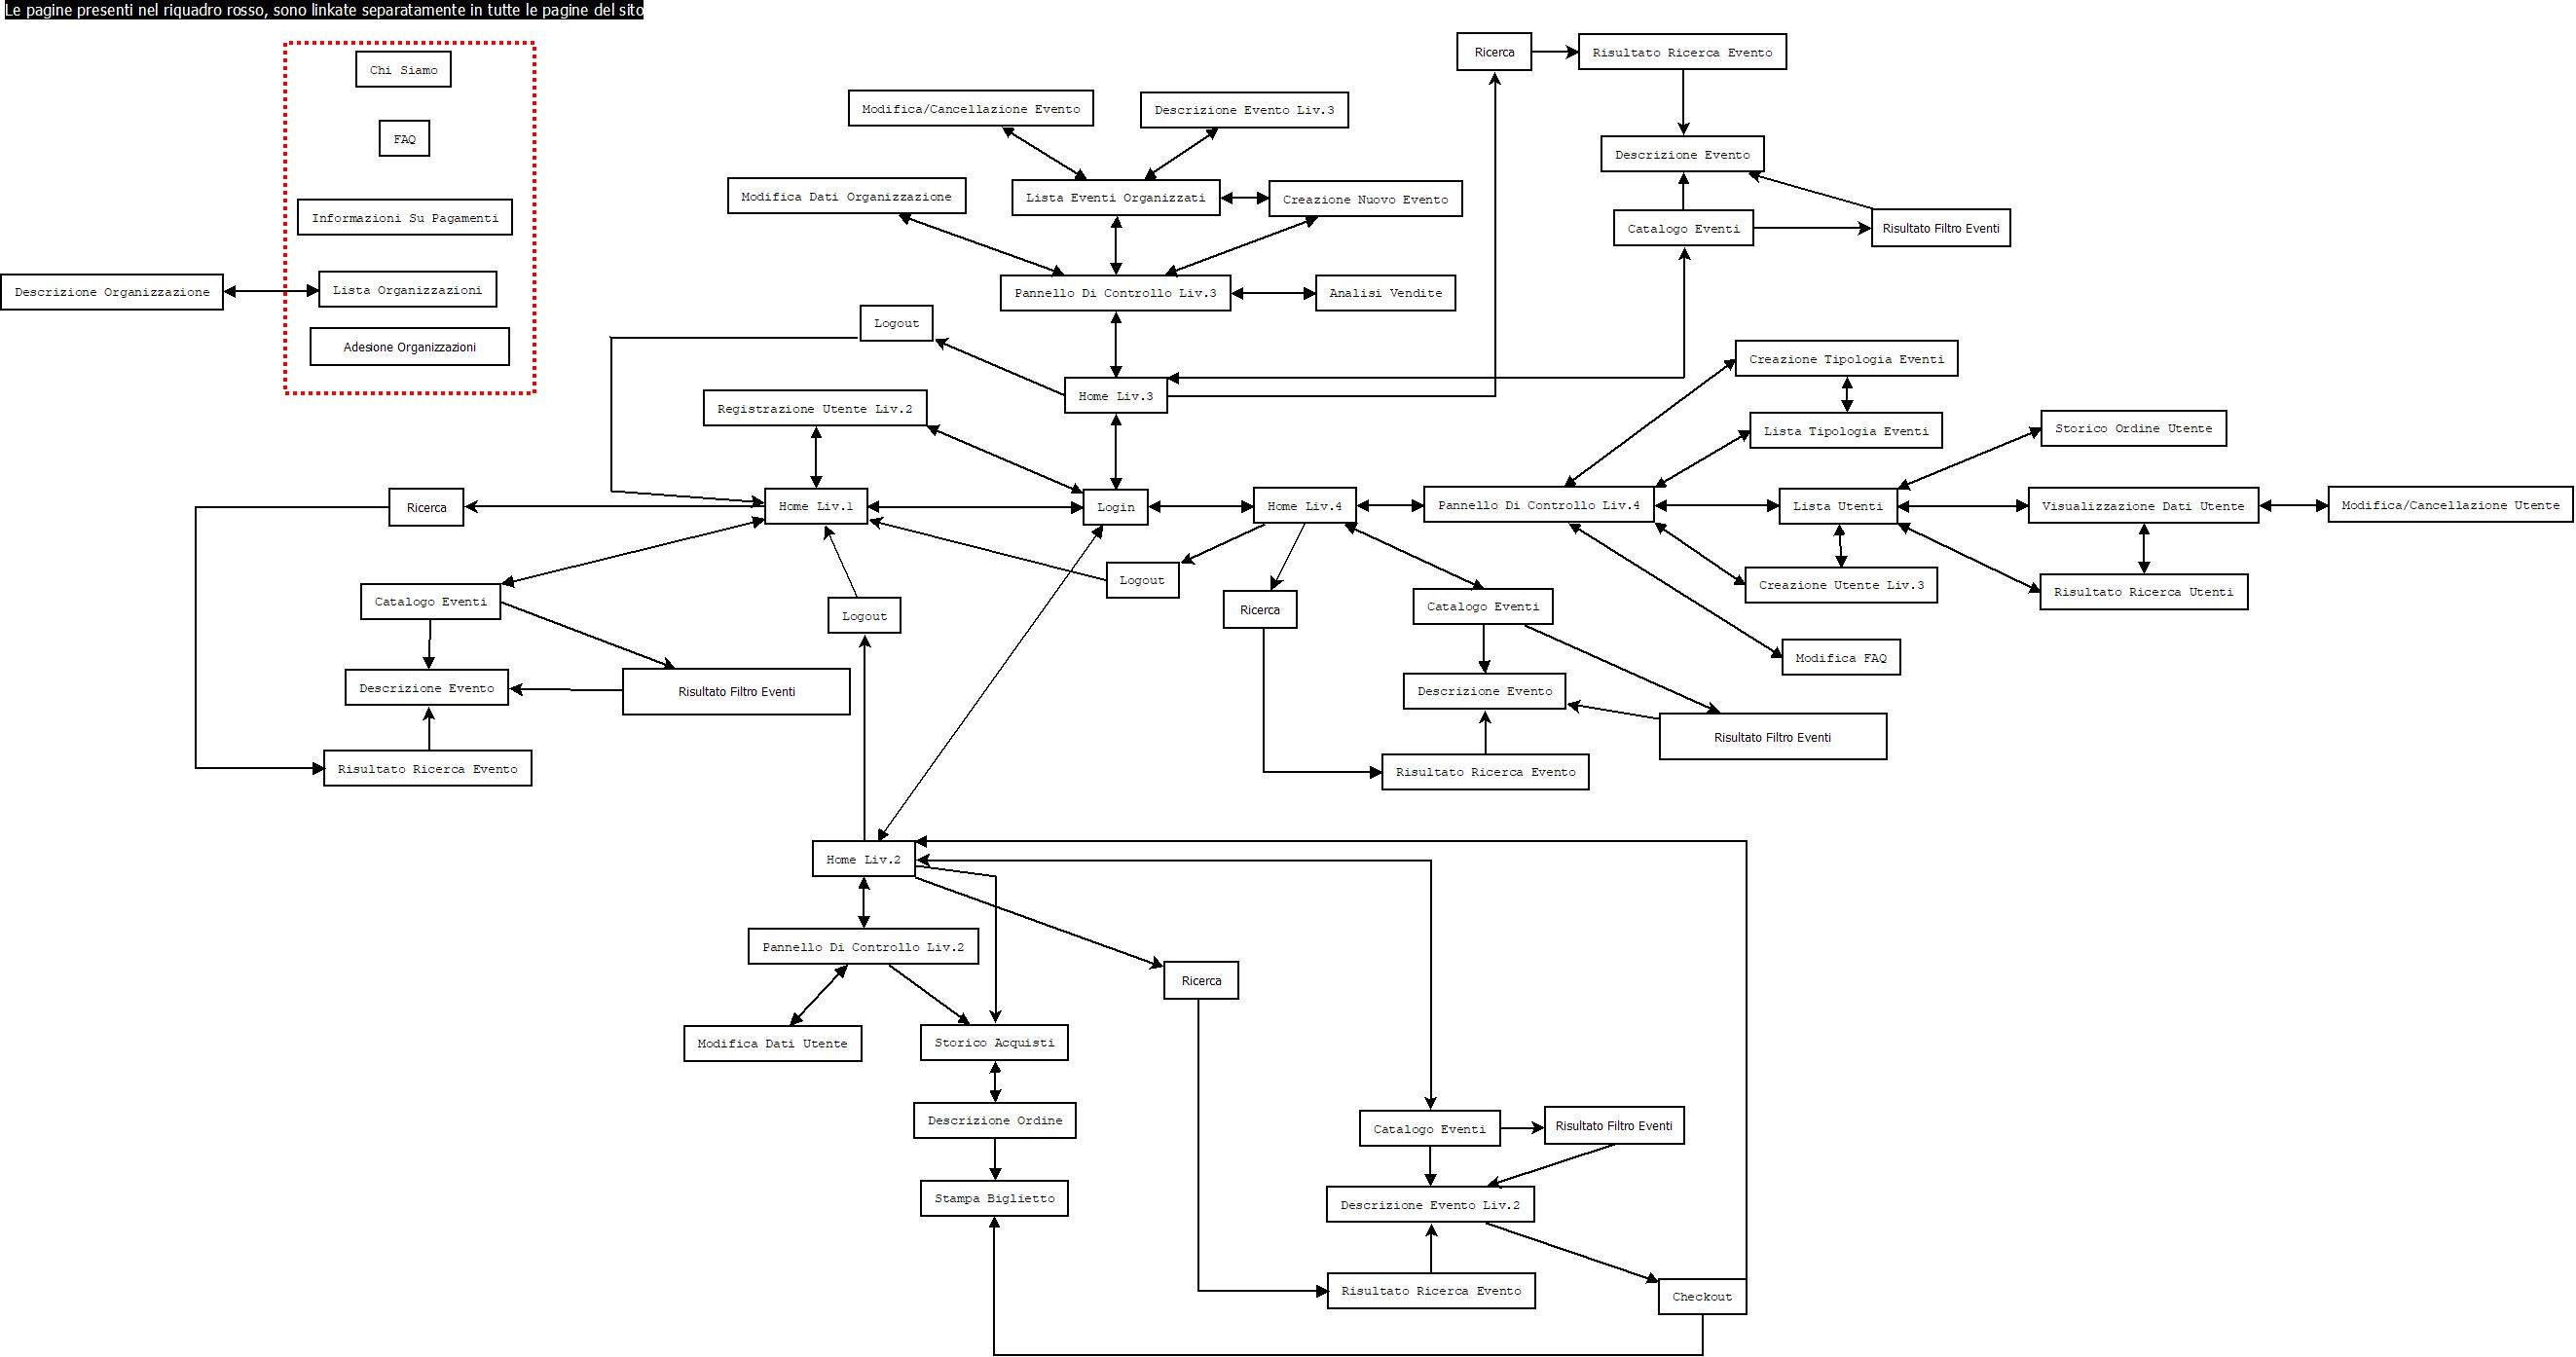 Le pagine presenti nel riquadro rosso, sono linkate separatamente in tutte le pagine del sito
Chi Siamo
FAQ
Informazioni Su Pagamenti
Descrizione Organizzazione
Lista Organizzazioni
Adesione Organizzazioni
Ricerca
Risultato Ricerca Evento
Modifica/Cancellazione Evento
Descrizione Evento Liv.3
Descrizione Evento
Modifica Dati Organizzazione
Lista Eventi Organizzati
Creazione Nuovo Evento
Catalogo Eventi
Risultato Filtro Eventi
Pannello Di Controllo Liv.3
Analisi Vendite
Logout
Home Liv.3
Creazione Tipologia Eventi
Registrazione Utente Liv.2
Lista Tipologia Eventi
Storico Ordine Utente
Ricerca
Home Liv.1
Login
Home Liv.4
Pannello Di Controllo Liv.4
Lista Utenti
Visualizzazione Dati Utente
Modifica/Cancellazione Utente
Logout
Creazione Utente Liv.3
Risultato Ricerca Utenti
Catalogo Eventi
Logout
Ricerca
Catalogo Eventi
Modifica FAQ
Descrizione Evento
Risultato Filtro Eventi
Descrizione Evento
Risultato Filtro Eventi
Risultato Ricerca Evento
Risultato Ricerca Evento
Home Liv.2
Pannello Di Controllo Liv.2
Ricerca
Modifica Dati Utente
Storico Acquisti
Descrizione Ordine
Catalogo Eventi
Risultato Filtro Eventi
Stampa Biglietto
Descrizione Evento Liv.2
Risultato Ricerca Evento
Checkout